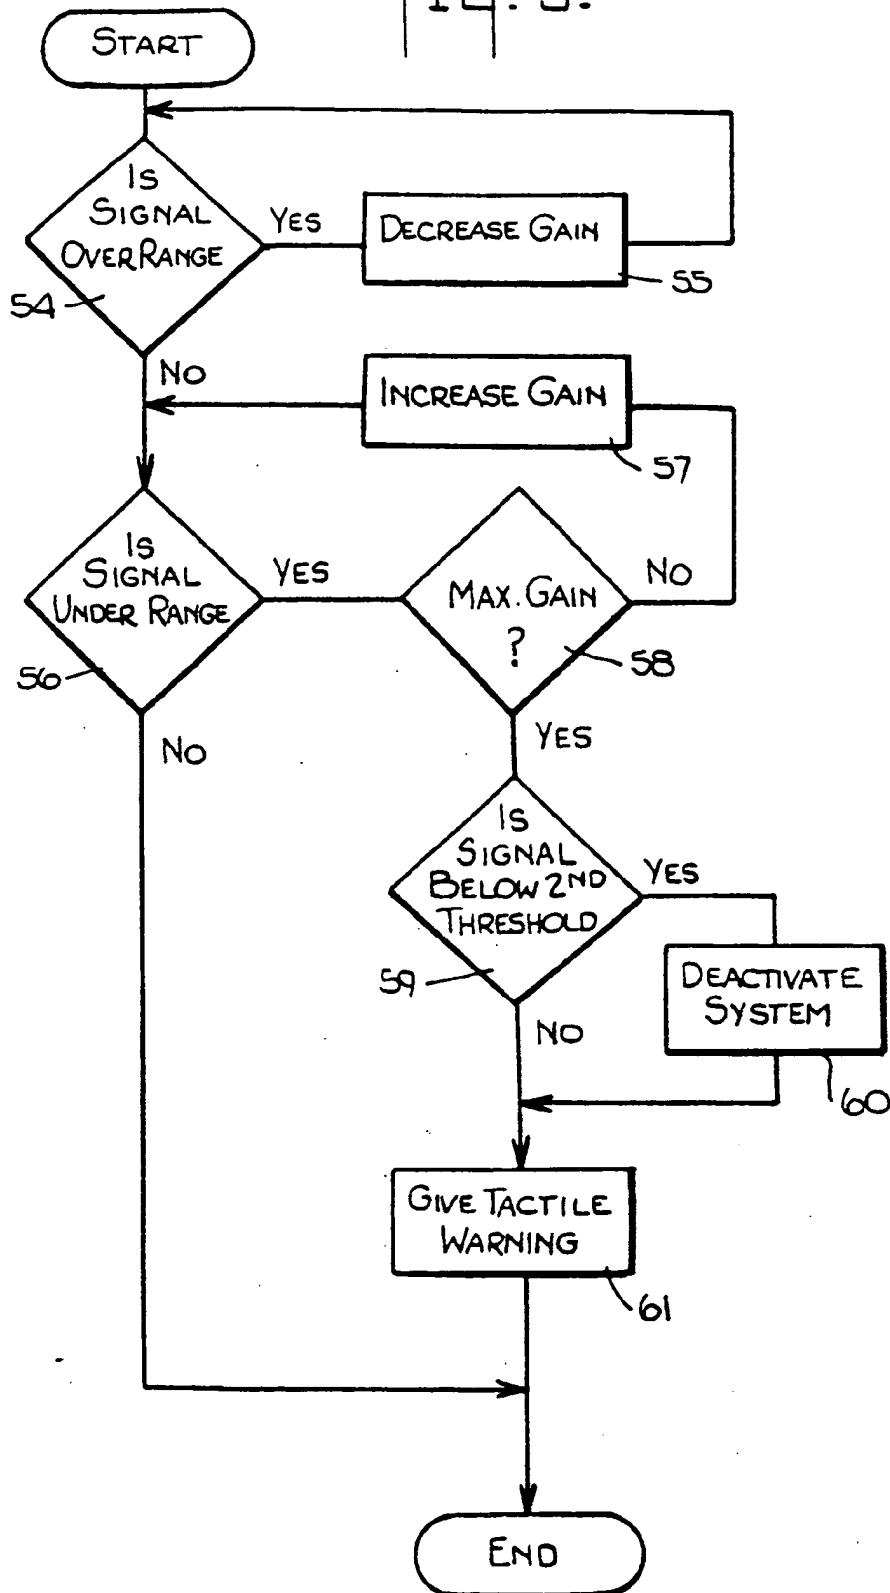 START
IS
SIGNAL
OVER RANGE
YES
DECREASE GAIN
54
55
NO
INCREASE GAIN
57
IS
SIGNAL
UNDER RANGE
YES
MAX. GAIN
?
NO
56
58
NO
YES
IS
SIGNAL
BELOW 2ND
THRESHOLD
YES
59
DEACTIVATE
SYSTEM
NO
60
GIVE TACTILE
WARNING
61
END